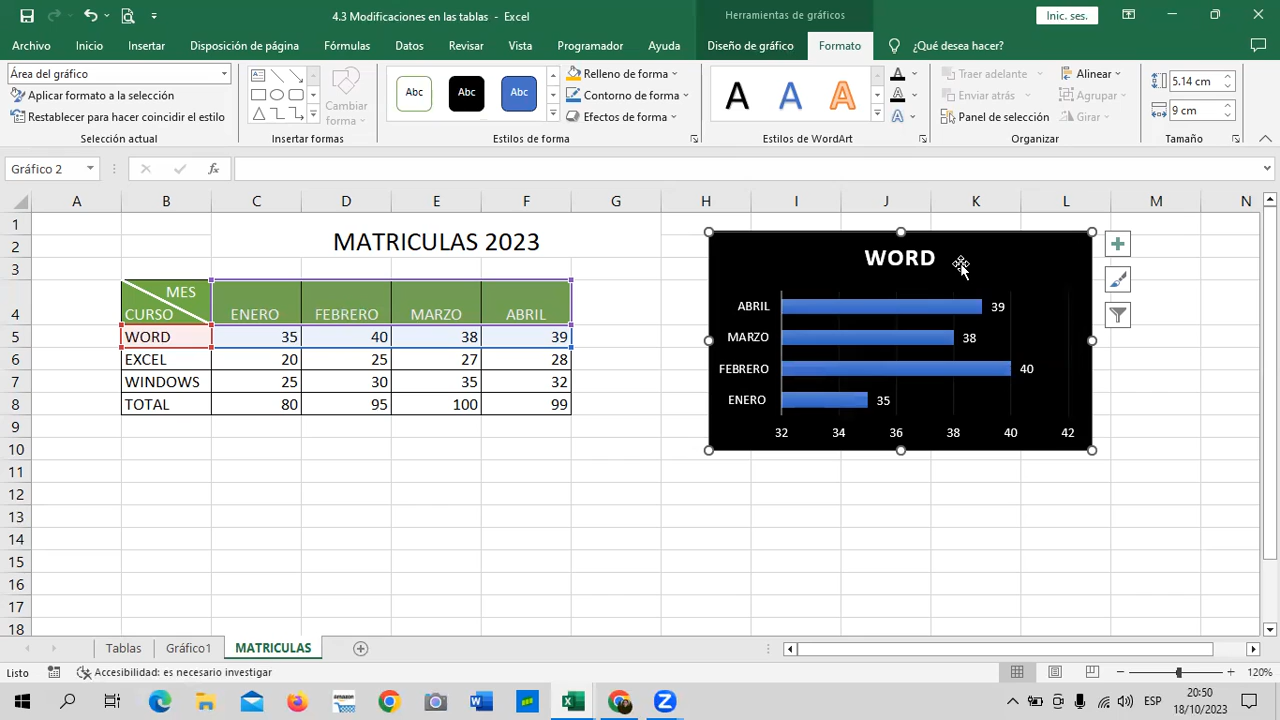 4.3 Modificaciones en las tablas - Excel
Herramientas de gráficos
Inic. ses.
Archivo Inicio Insertar Disposición de página Fórmulas Datos Revisar Vista Programador Ayuda Diseño de gráfico Formato ¿Qué desea hacer?
Área del gráfico
Aplicar formato a la selección
Restablecer para hacer coincidir el estilo
Selección actual
Cambiar
forma
Insertar formas
Abc Abc Abc
Relleno de forma
Contorno de forma
Efectos de forma
Estilos de forma
A A A
A
A
A
Estilos de WordArt
Traer adelante
Enviar atrás
Panel de selección
Alinear
Agrupar
Girar
Organizar
5.14 cm
9 cm
Tamaño
Gráfico 2
fx
A B C D E F G H I J K L M N
1
2
3
4
5
6
7
8
9
10
11
12
13
14
15
16
17
18
MATRICULAS 2023
MES
CURSO ENERO FEBRERO MARZO ABRIL
WORD 35 40 38 39
EXCEL 20 25 27 28
WINDOWS 25 30 35 32
TOTAL 80 95 100 99
WORD
ABRIL 39
MARZO 38
FEBRERO 40
ENERO 35
32 34 36 38 40 42
Tablas Gráfico1 MATRICULAS
Listo
Accesibilidad: es necesario investigar
120%
amazon
ESP
20:50
18/10/2023